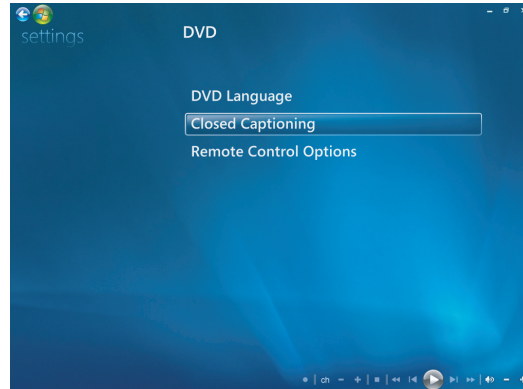 settings
DVD
DVD Language
Closed Captioning
Remote Control Options
ch